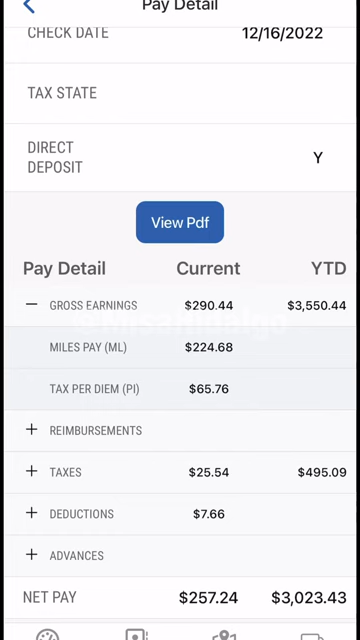 Pay Detail
CHECK DATE 12/16/2022
TAX STATE
DIRECT
DEPOSIT Y
View Pdf
Pay Detail Current YTD
GROSS EARNINGS $290.44 $3,550.44
MILES PAY (ML) $224.68
TAX PER DIEM (PI) $65.76
REIMBURSEMENTS
TAXES $25.54 $495.09
DEDUCTIONS $7.66
ADVANCES
NET PAY $257.24 $3,023.43